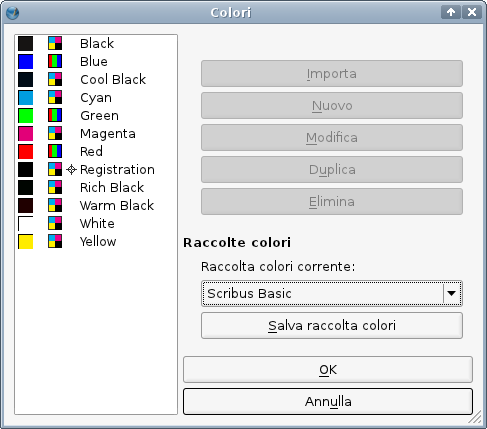 Colori
Black
Blue
Cool Black
Cyan
Green
Magenta
Red
Registration
Rich Black
Warm Black
White
Yellow
Importa
Nuovo
Modifica
Duplica
Elimina
Raccolte colori
Raccolta colori corrente:
Scribus Basic
Salva raccolta colori
OK
Annulla